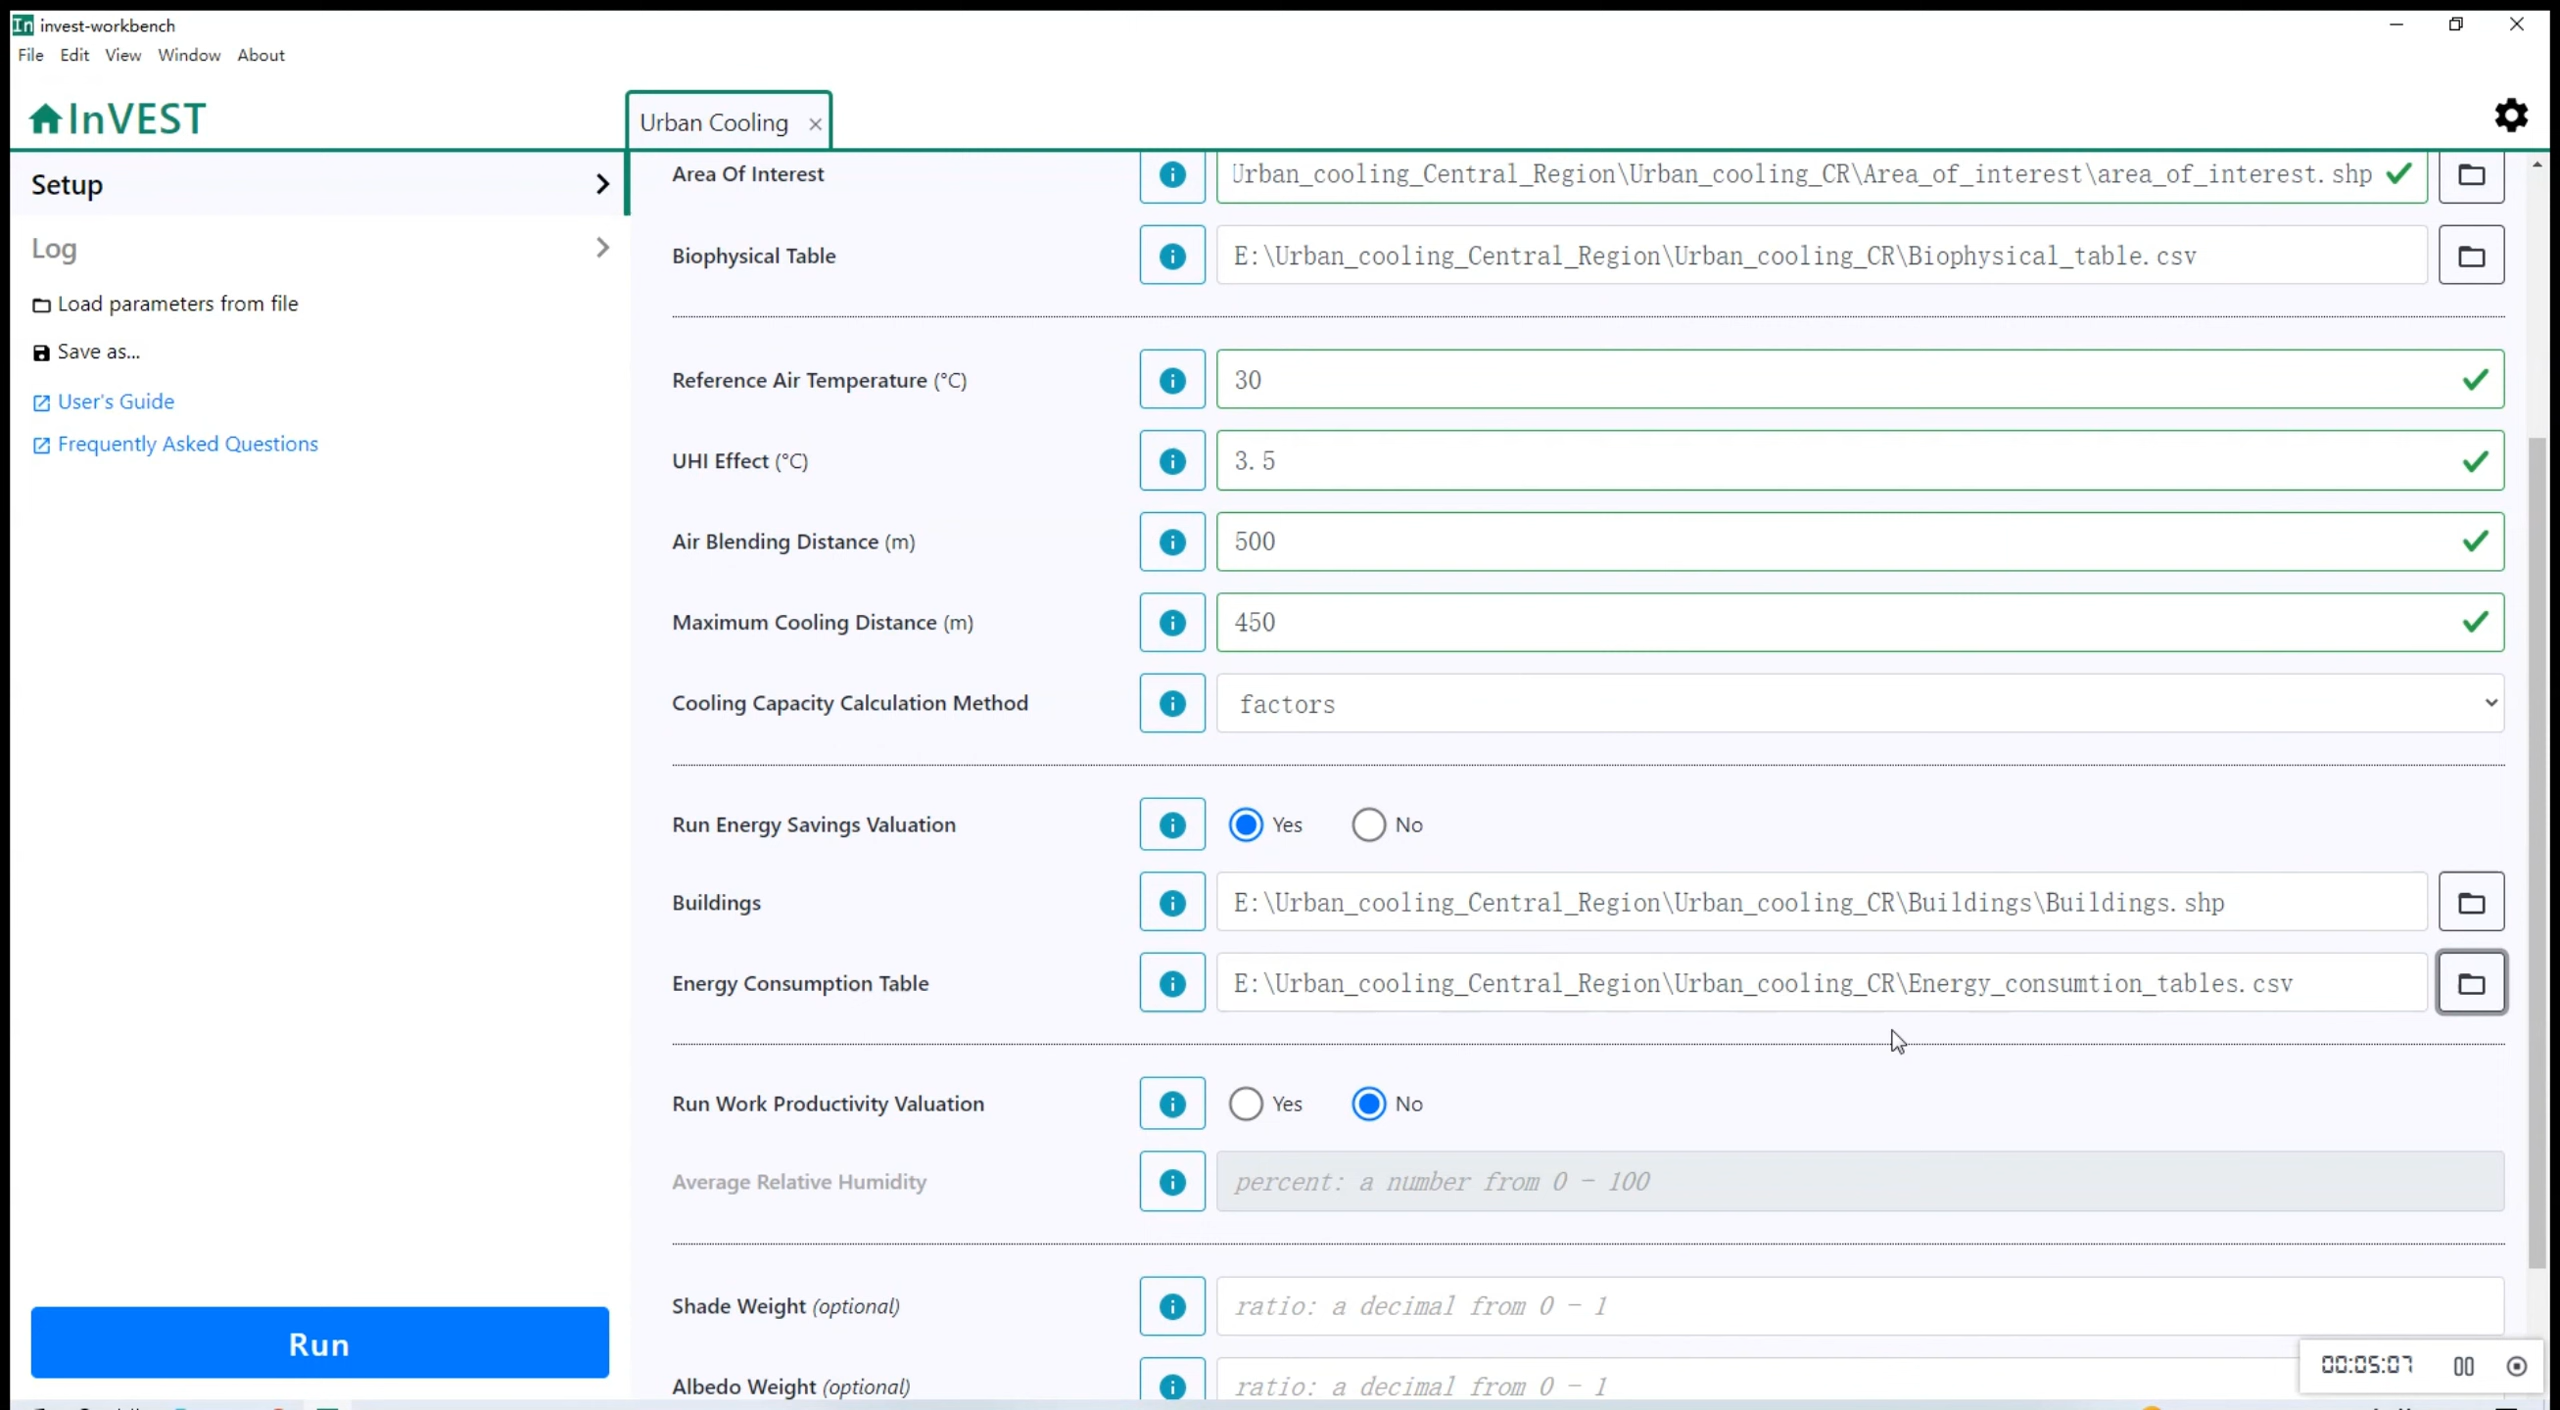 In invest-workbench
File Edit View Window About
InVEST
Urban Cooling ×
Setup
Log
Load parameters from file
Save as...
User's Guide
Frequently Asked Questions
Run
Area Of Interest
Urban_cooling_Central_Region\Urban_cooling_CR\Area_of_interest\area_of_interest.shp
Biophysical Table
E:\Urban_cooling_Central_Region\Urban_cooling_CR\Biophysical_table.csv
Reference Air Temperature (°C)
30
UHI Effect (°C)
3.5
Air Blending Distance (m)
500
Maximum Cooling Distance (m)
450
Cooling Capacity Calculation Method
factors
Run Energy Savings Valuation
Yes No
Buildings
E:\Urban_cooling_Central_Region\Urban_cooling_CR\Buildings\Buildings.shp
Energy Consumption Table
E:\Urban_cooling_Central_Region\Urban_cooling_CR\Energy_consumtion_tables.csv
Run Work Productivity Valuation
Yes No
Average Relative Humidity
percent: a number from 0 - 100
Shade Weight (optional)
ratio: a decimal from 0 - 1
Albedo Weight (optional)
ratio: a decimal from 0 - 1
00:05:07